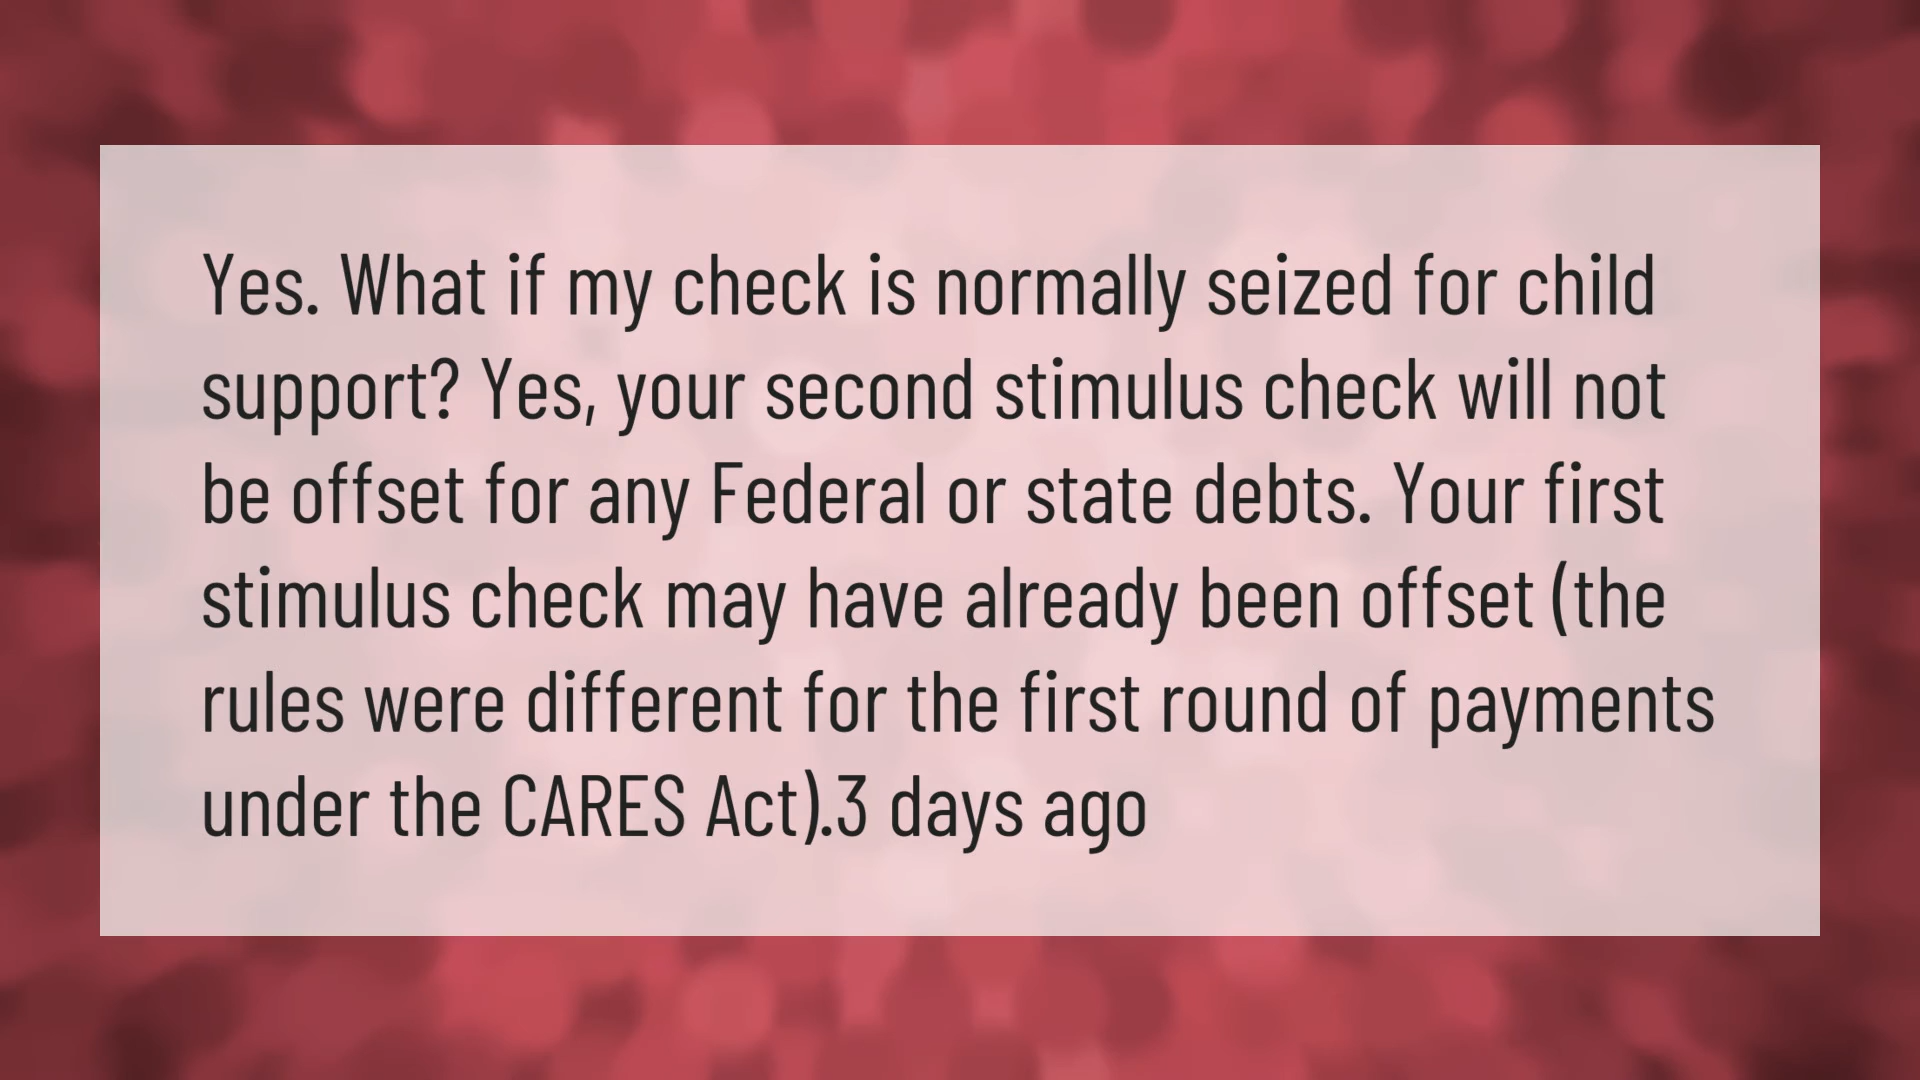 Yes. What if my check is normally seized for child
support? Yes, your second stimulus check will not
be offset for any Federal or state debts. Your first
stimulus check may have already been offset (the
rules were different for the first round of payments
under the CARES Act).3 days ago